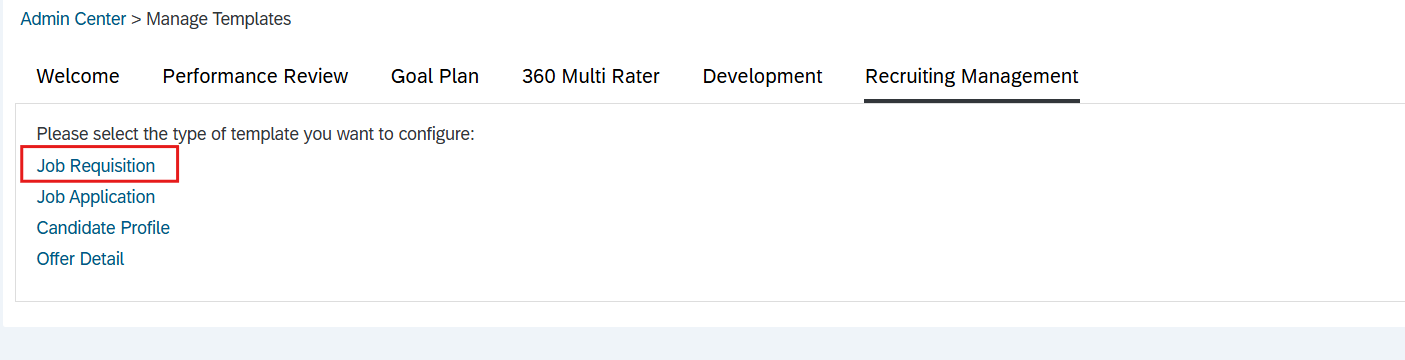 Admin Center > Manage Templates
Welcome Performance Review Goal Plan 360 Multi Rater Development Recruiting Management
Please select the type of template you want to configure:
Job Requisition
Job Application
Candidate Profile
Offer Detail